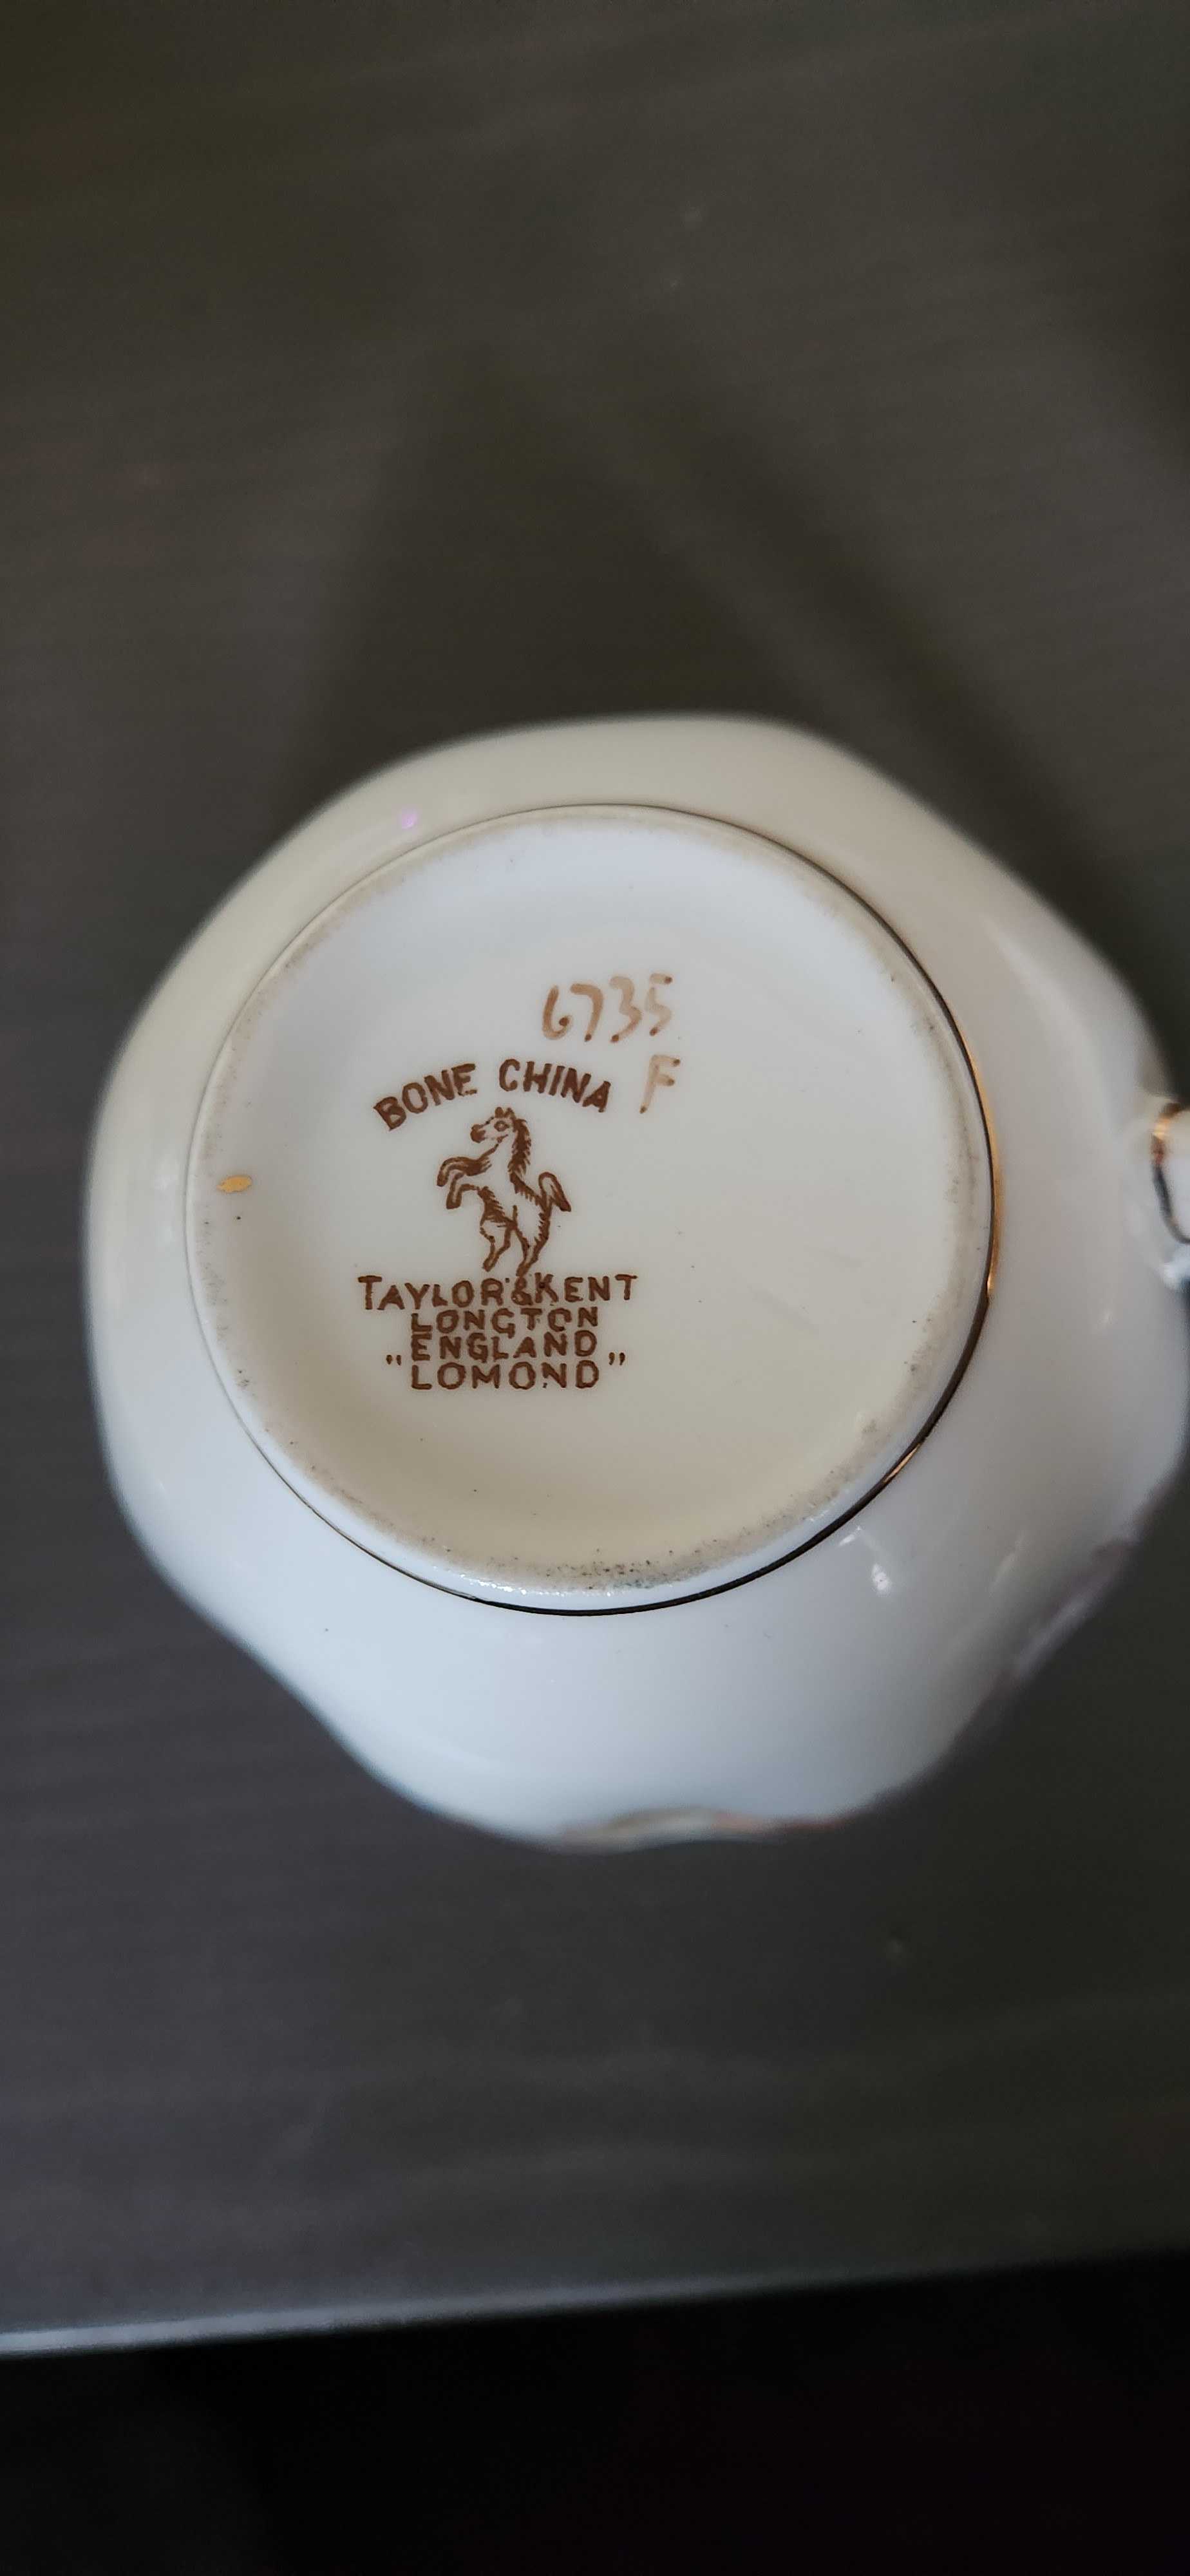 6735
F
BONE CHINA
TAYLOR & KENT
LONGTON
ENGLAND
„LOMOND”